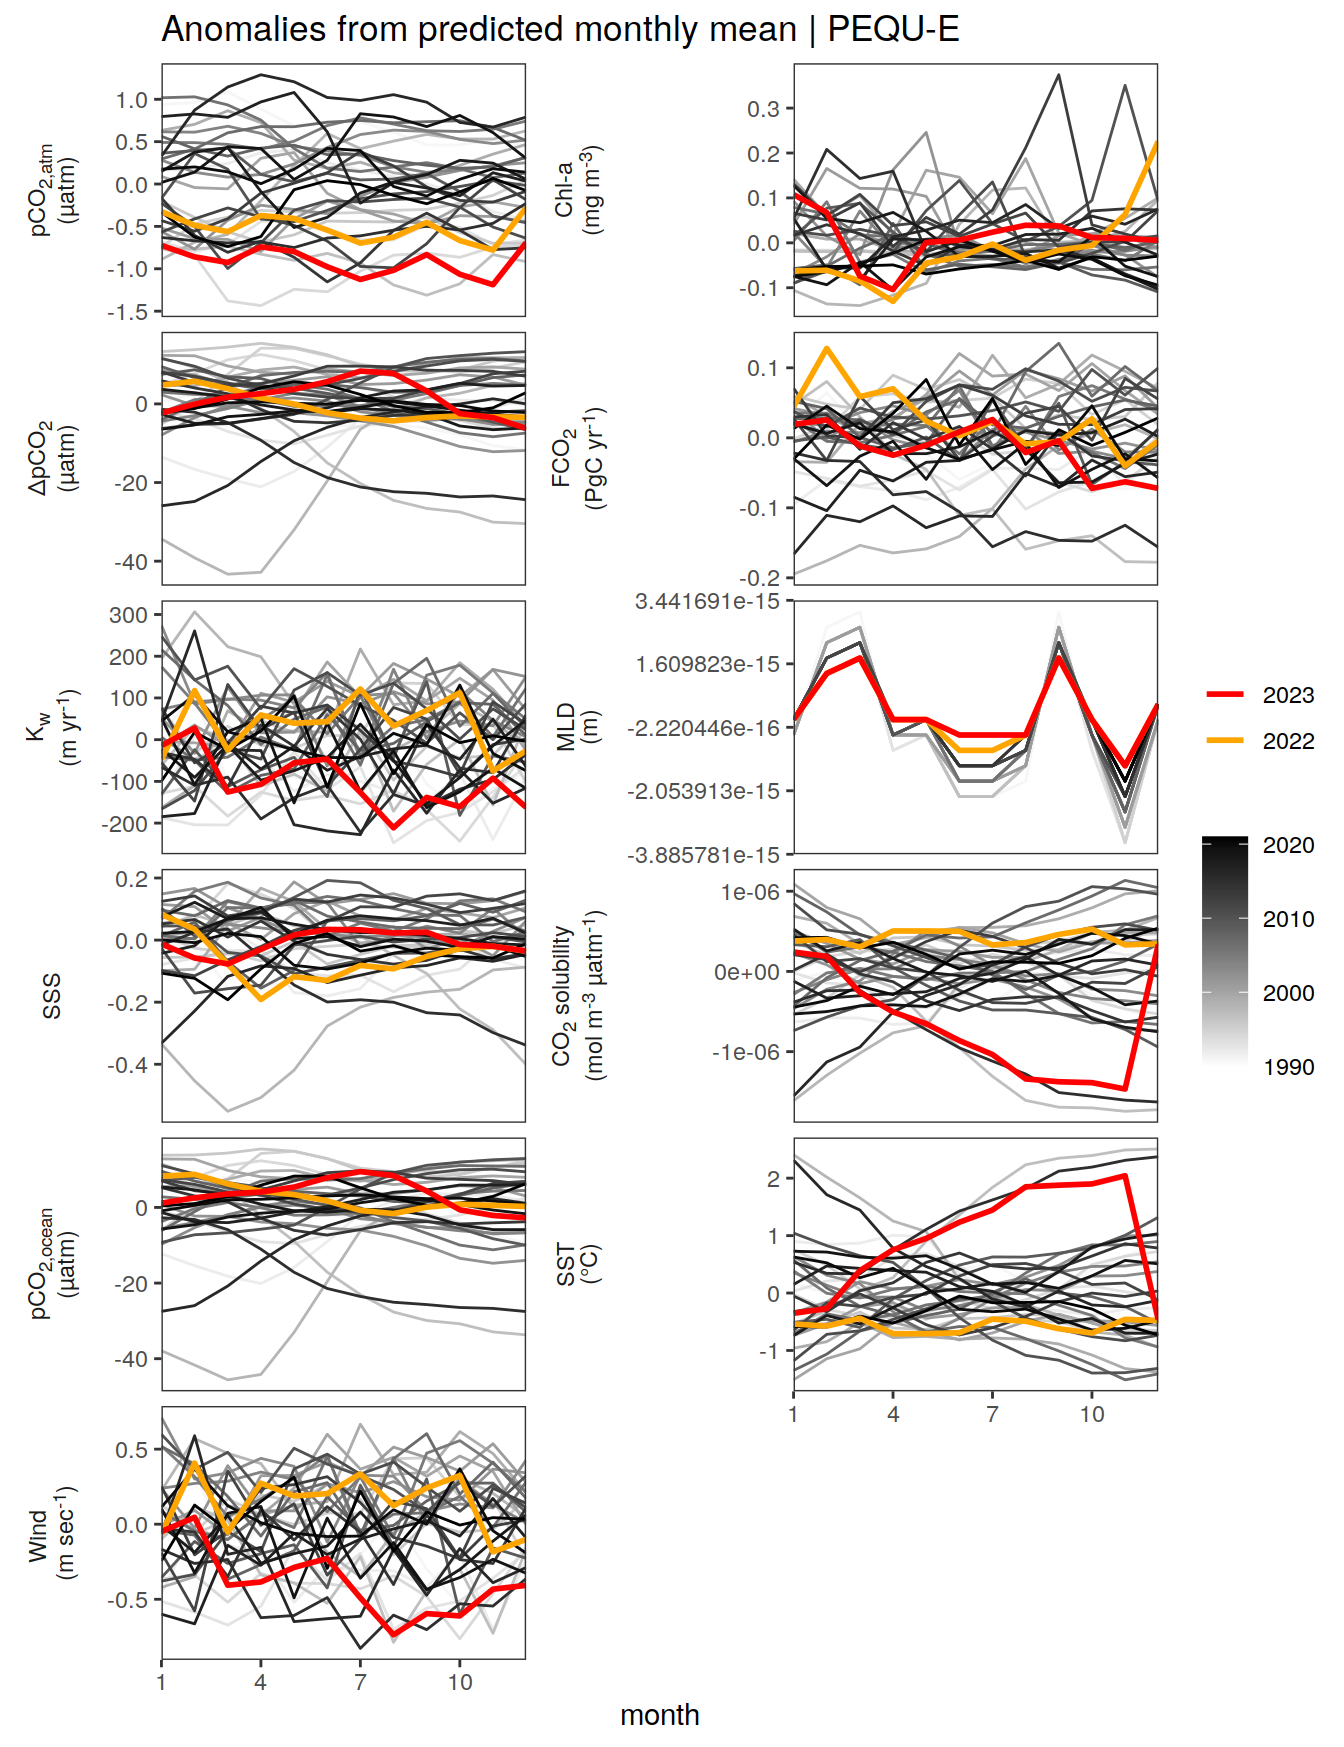 Anomalies from predicted monthly mean | PEQU-E
pCO2,atm
(µatm)
1.0
0.5
0.0
-0.5
-1.0
-1.5
Chl-a
(mg m-3)
0.3
0.2
0.1
0.0
-0.1
ΔpCO2
(µatm)
0
-20
-40
FCO2
(PgC yr-1)
0.1
0.0
-0.1
-0.2
Kw
(m yr-1)
300
200
100
0
-100
-200
MLD
(m)
3.441691e-15
1.609823e-15
-2.220446e-16
-2.053913e-15
-3.885781e-15
SSS
0.2
0.0
-0.2
-0.4
CO2 solubility
(mol m-3 µatm-1)
1e-06
0e+00
-1e-06
pCO2,ocean
(µatm)
0
-20
-40
SST
(°C)
2
1
0
-1
1 4 7 10
Wind
(m sec-1)
0.5
0.0
-0.5
1 4 7 10
month
2023
2022
2020
2010
2000
1990